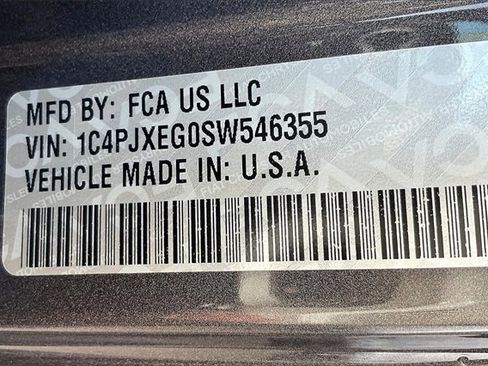 MFD BY: FCA US LLC
VIN: 1C4PJXEG0SW546355
VEHICLE MADE IN: U.S.A.